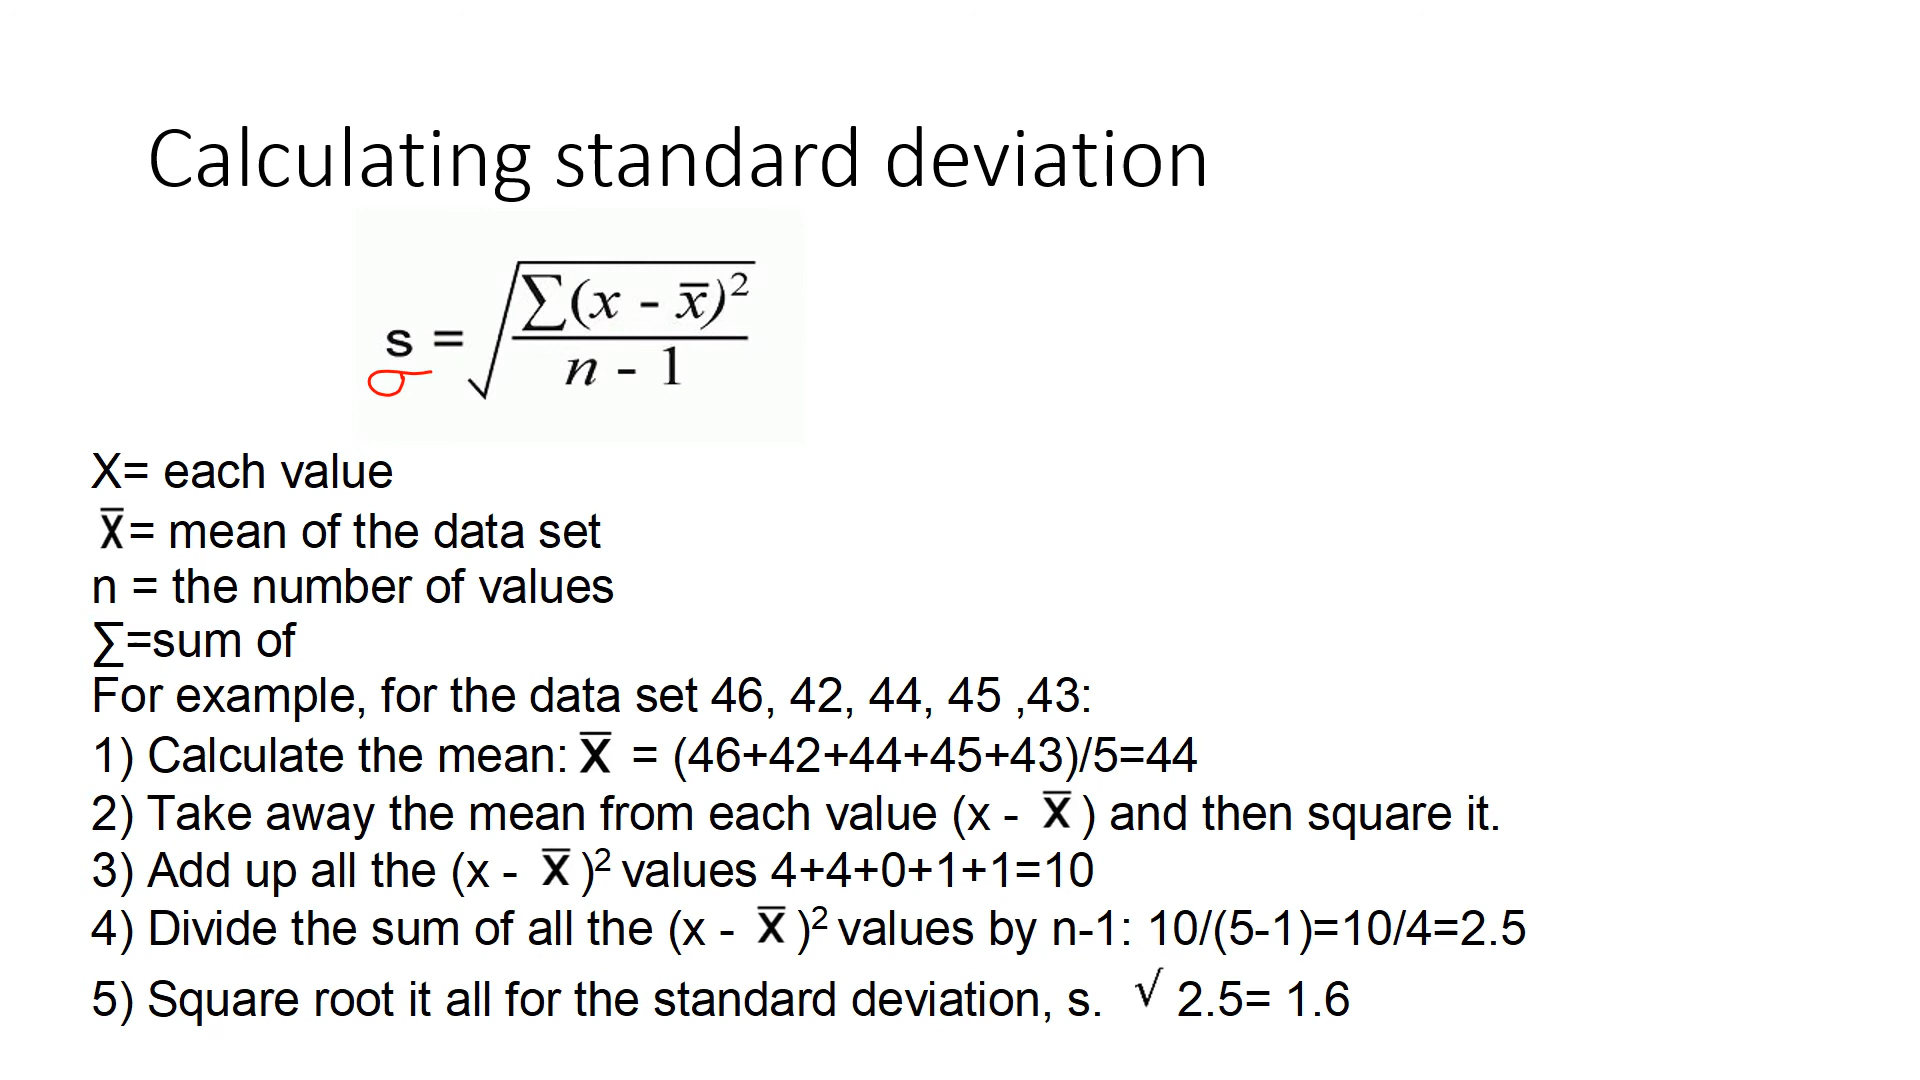 Calculating standard deviation
s = √(∑(x - x̄)² / (n - 1))
σ
X= each value
X̄= mean of the data set
n = the number of values
∑=sum of
For example, for the data set 46, 42, 44, 45 ,43:
1) Calculate the mean: X̄ = (46+42+44+45+43)/5=44
2) Take away the mean from each value (x - X̄ ) and then square it.
3) Add up all the (x - X̄ )² values 4+4+0+1+1=10
4) Divide the sum of all the (x - X̄ )² values by n-1: 10/(5-1)=10/4=2.5
5) Square root it all for the standard deviation, s. √ 2.5= 1.6